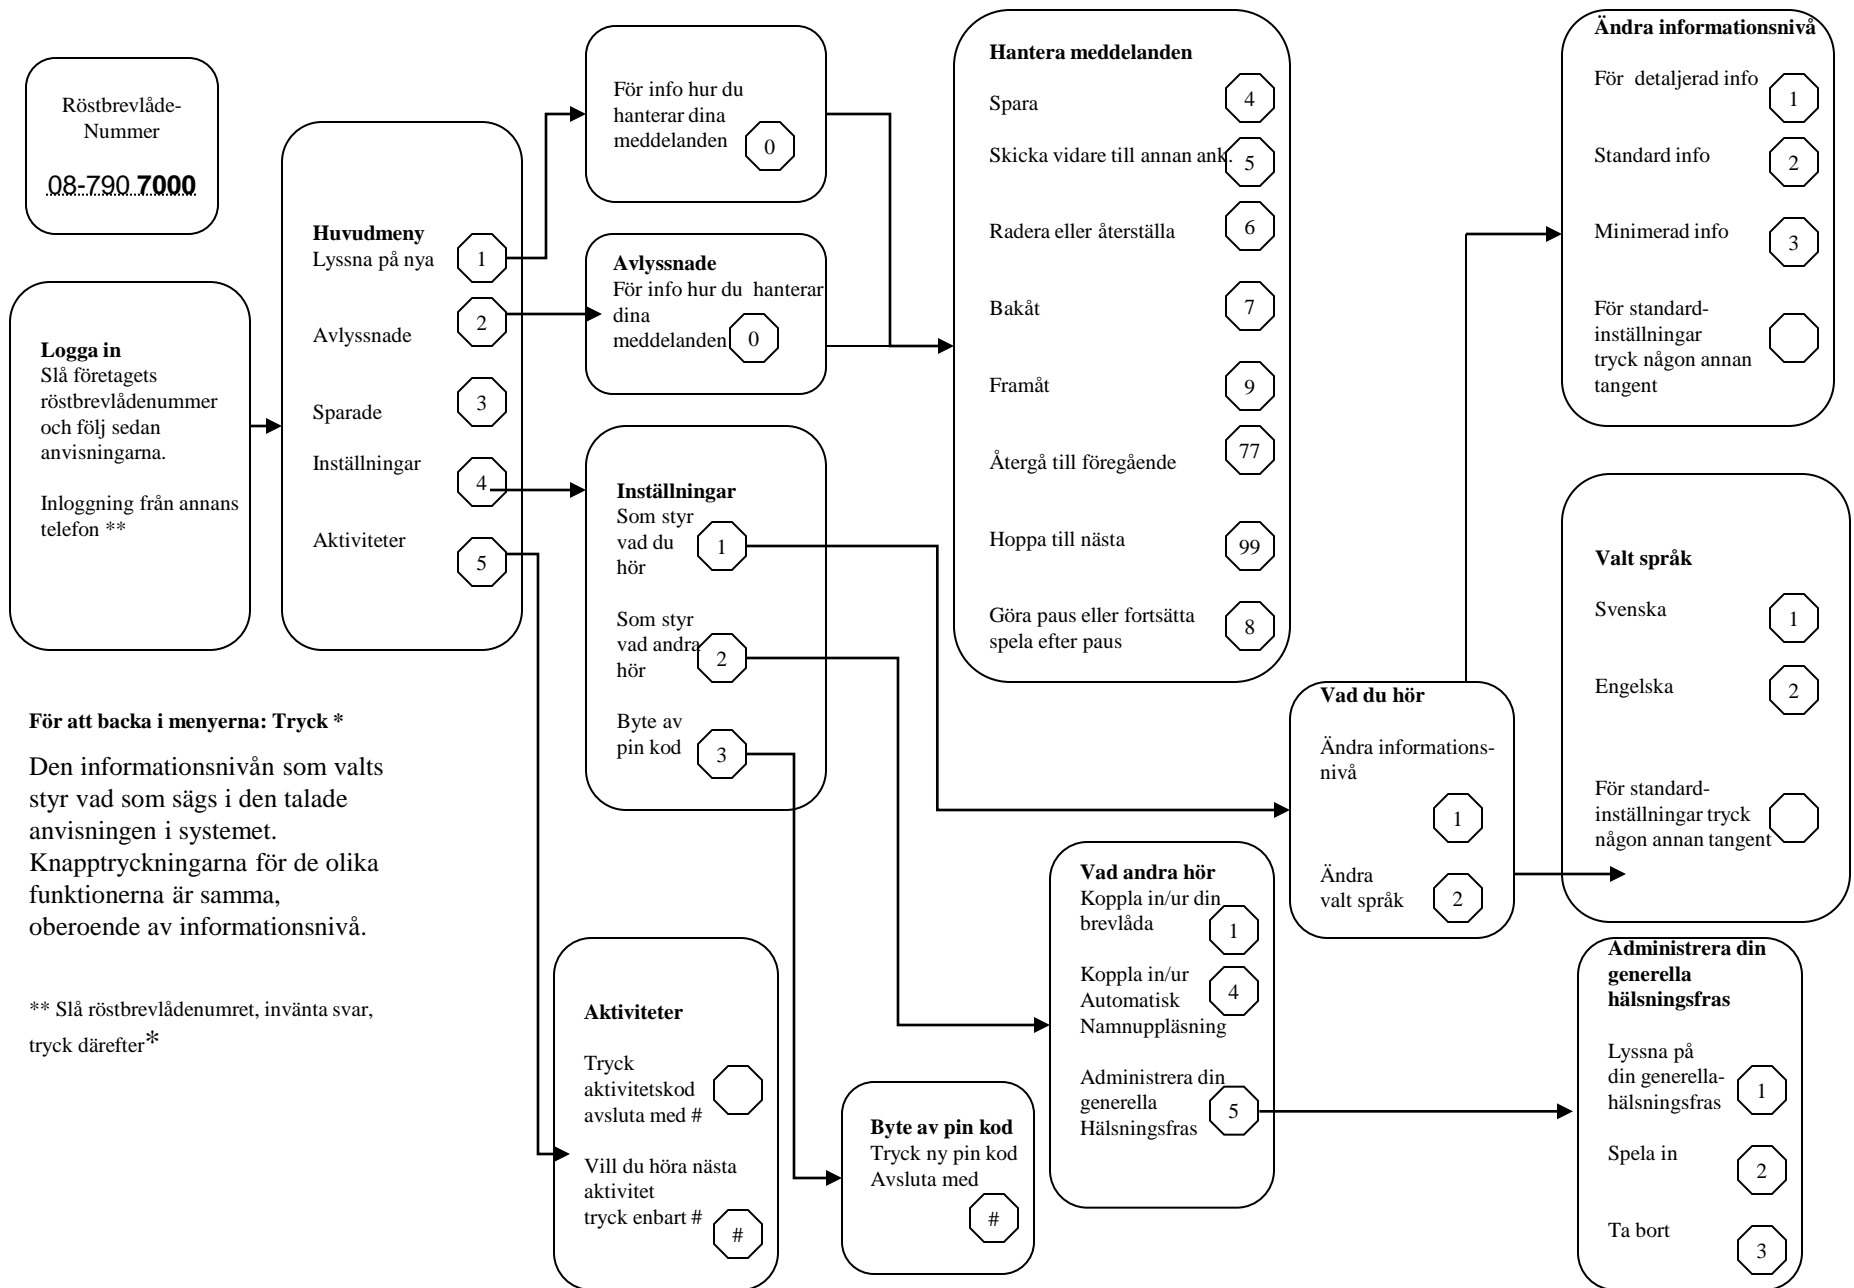 Röstbrevlåde-
Nummer
08-790 7000
Logga in
Slå företagets
röstbrevlådenummer
och följ sedan
anvisningarna.
Inloggning från annans
telefon **
Huvudmeny
Lyssna på nya 1
Avlyssnade 2
Sparade 3
Inställningar 4
Aktiviteter 5
För info hur du
hanterar dina
meddelanden 0
Avlyssnade
För info hur du hanterar
dina
meddelanden 0
Inställningar
Som styr
vad du 1
hör
Som styr
vad andra 2
hör
Byte av
pin kod 3
Hantera meddelanden
Spara 4
Skicka vidare till annan ank. 5
Radera eller återställa 6
Bakåt 7
Framåt 9
Återgå till föregående 77
Hoppa till nästa 99
Göra paus eller fortsätta 8
spela efter paus
Ändra informationsnivå
För detaljerad info 1
Standard info 2
Minimerad info 3
För standard-
inställningar
tryck någon annan
tangent
Valt språk
Svenska 1
Engelska 2
För standard-
inställningar tryck
någon annan tangent
Vad du hör
Ändra informations-
nivå
1
Ändra
valt språk 2
Vad andra hör
Koppla in/ur din
brevlåda 1
Koppla in/ur
Automatisk 4
Namnuppläsning
Administrera din
generella 5
Hälsningsfras
Administrera din
generella
hälsningsfras
Lyssna på
din generella- 1
hälsningsfras
Spela in 2
Ta bort 3
Aktiviteter
Tryck
aktivitetskod
avsluta med #
Vill du höra nästa
aktivitet
tryck enbart # #
Byte av pin kod
Tryck ny pin kod
Avsluta med
#
För att backa i menyerna: Tryck *
Den informationsnivån som valts
styr vad som sägs i den talade
anvisningen i systemet.
Knapptryckningarna för de olika
funktionerna är samma,
oberoende av informationsnivå.
** Slå röstbrevlådenumret, invänta svar,
tryck därefter*